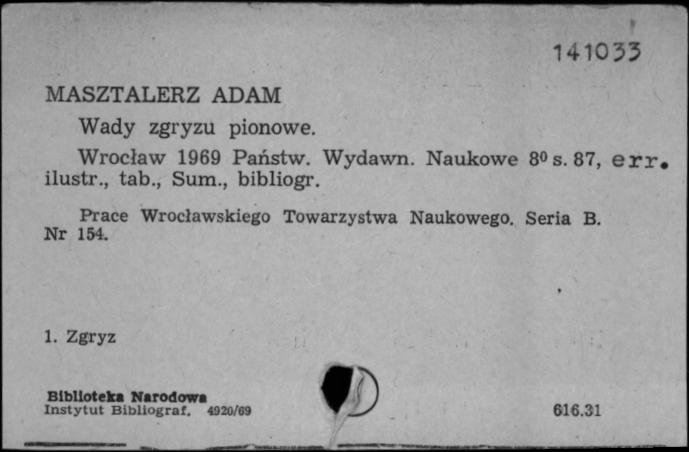 141033
MASZTALERZ ADAM
Wady zgryzu pionowe.
Wrocław 1969 Państw. Wydawn. Naukowe 8⁰ s. 87, err.
ilustr., tab., Sum., bibliogr.
Prace Wrocławskiego Towarzystwa Naukowego. Seria B.
Nr 154.
1. Zgryz
Biblioteka Narodowa
Instytut Bibliograf. 4920/69
616.31